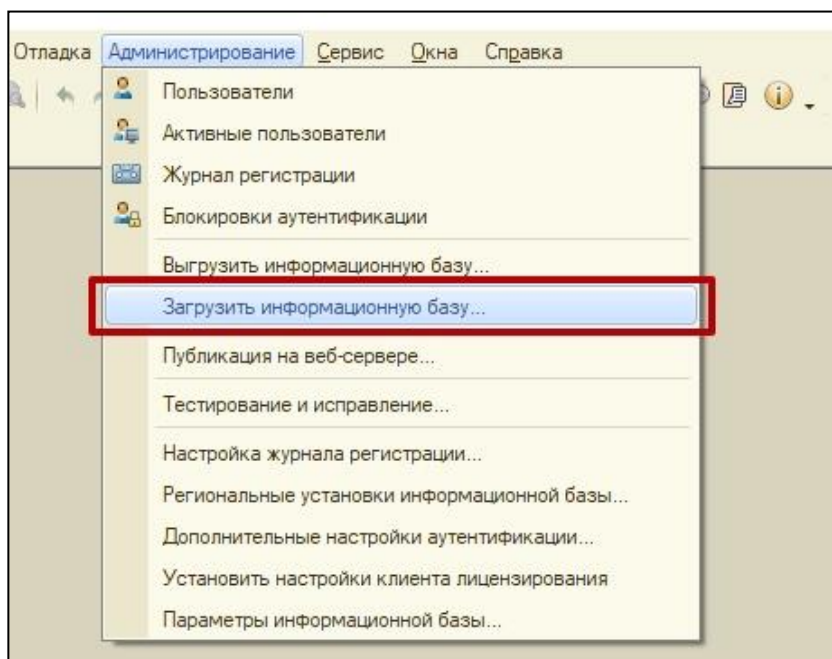 Отладка Администрирование Сервис Окна Справка
Пользователи
Активные пользователи
Журнал регистрации
Блокировки аутентификации
Выгрузить информационную базу...
Загрузить информационную базу...
Публикация на веб-сервере...
Тестирование и исправление...
Настройка журнала регистрации...
Региональные установки информационной базы...
Дополнительные настройки аутентификации...
Установить настройки клиента лицензирования
Параметры информационной базы...